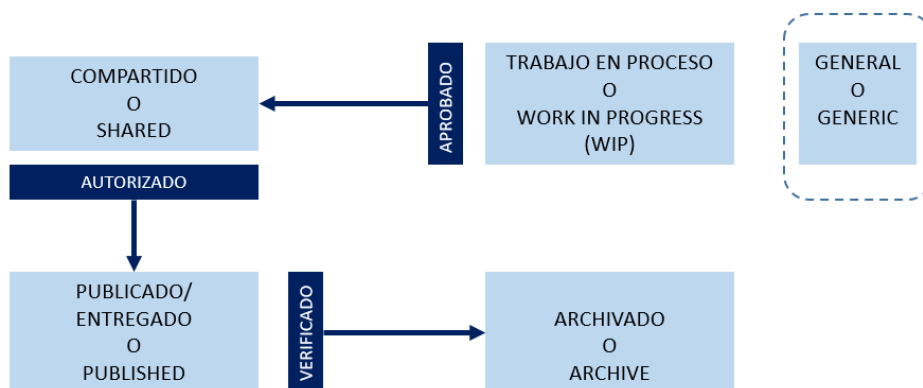 COMPARTIDO
O
SHARED
APROBADO
TRABAJO EN PROCESO
O
WORK IN PROGRESS
(WIP)
GENERAL
O
GENERIC
AUTORIZADO
PUBLICADO/
ENTREGADO
O
PUBLISHED
VERIFICADO
ARCHIVADO
O
ARCHIVE